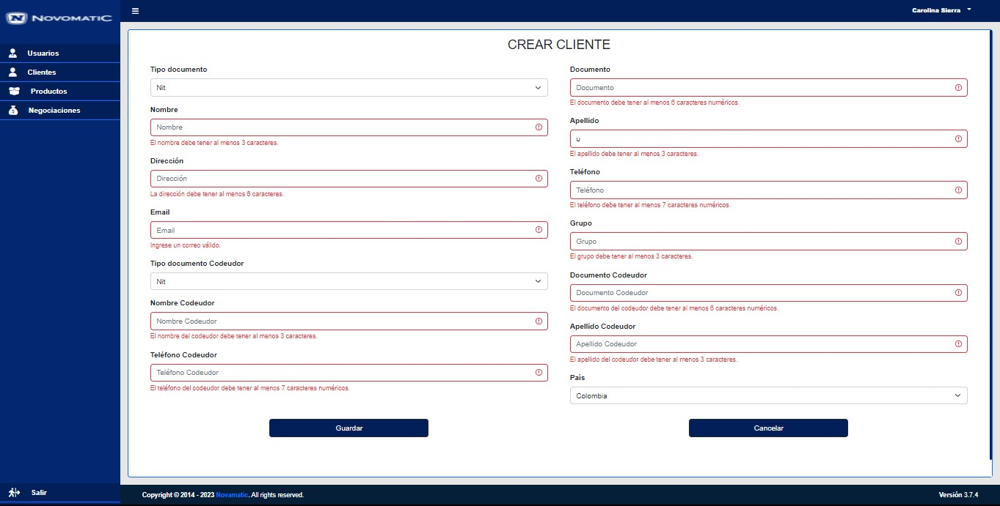 NOVOMATIC
Carolina Sierra
Usuarios
Clientes
Productos
Negociaciones
Salir
CREAR CLIENTE
Tipo documento
Nit
Documento
Documento
El documento debe tener al menos 6 caracteres numéricos.
Nombre
Nombre
El nombre debe tener al menos 3 caracteres.
Apellido
u
El apellido debe tener al menos 3 caracteres.
Dirección
Dirección
La dirección debe tener al menos 6 caracteres.
Teléfono
Teléfono
El teléfono debe tener al menos 7 caracteres numéricos.
Email
Email
Ingrese un correo válido.
Grupo
Grupo
El grupo debe tener al menos 3 caracteres.
Tipo documento Codeudor
Nit
Documento Codeudor
Documento Codeudor
El documento del codeudor debe tener al menos 6 caracteres numéricos.
Nombre Codeudor
Nombre Codeudor
El nombre del codeudor debe tener al menos 3 caracteres.
Apellido Codeudor
Apellido Codeudor
El apellido del codeudor debe tener al menos 3 caracteres.
Teléfono Codeudor
Teléfono Codeudor
El teléfono del codeudor debe tener al menos 7 caracteres numéricos.
País
Colombia
Guardar
Cancelar
Copyright © 2014 - 2023 Novamatic. All rights reserved.
Versión 3.7.4